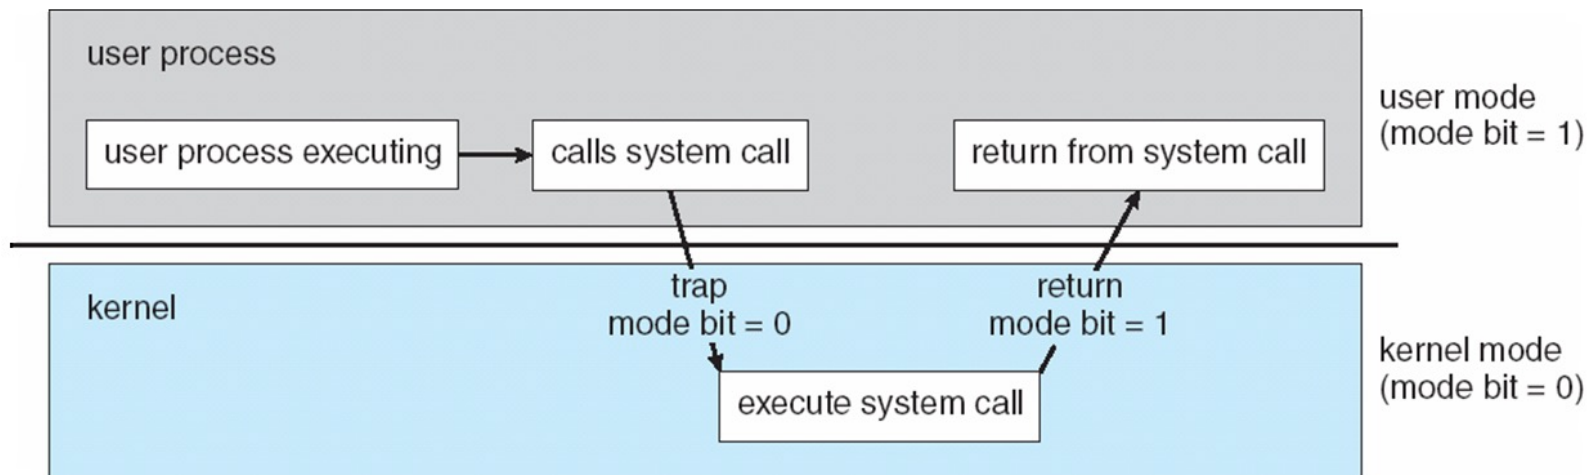 user process
user process executing
calls system call
return from system call
user mode
(mode bit = 1)
kernel
trap
mode bit = 0
return
mode bit = 1
execute system call
kernel mode
(mode bit = 0)